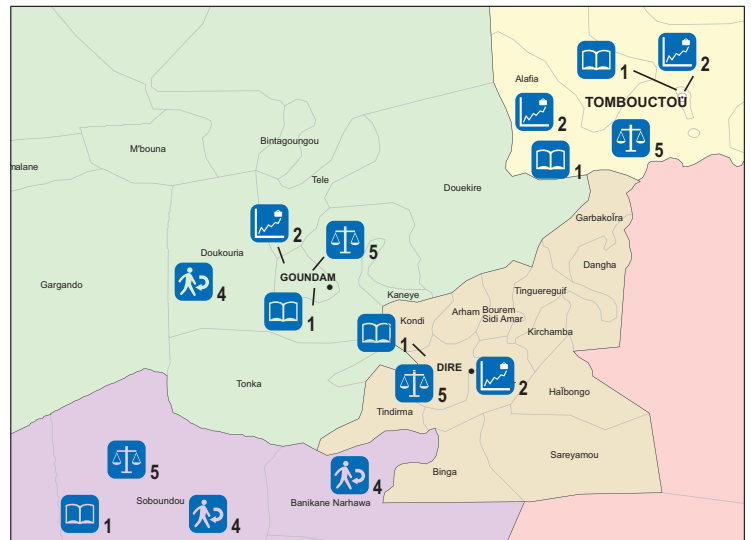 1
2
Alafia
TOMBOUCTOU
2
5
M'bouna
Bintagoungou
1
malane
Tele
Douekire
Garbakoïra
2
5
Doukouria
Dangha
GOUNDAM
Gargando
4
Tinguereguif
Kaneye
1
Arham
Bourem
Sidi Amar
Kondi
Kirchamba
1
DIRE
Tonka
5
2
Haïbongo
Tindirma
Sareyamou
5
Binga
4
Soboundou
Banikane Narhawa
1
4